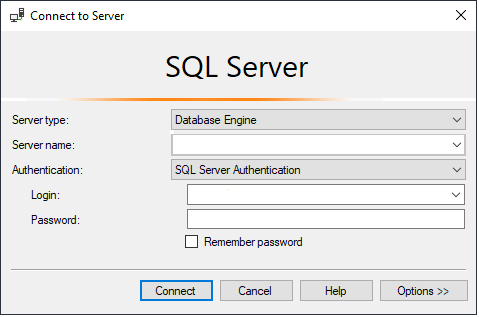 Connect to Server
SQL Server
Server type: Database Engine
Server name:
Authentication: SQL Server Authentication
Login:
Password:
Remember password
Connect Cancel Help Options >>